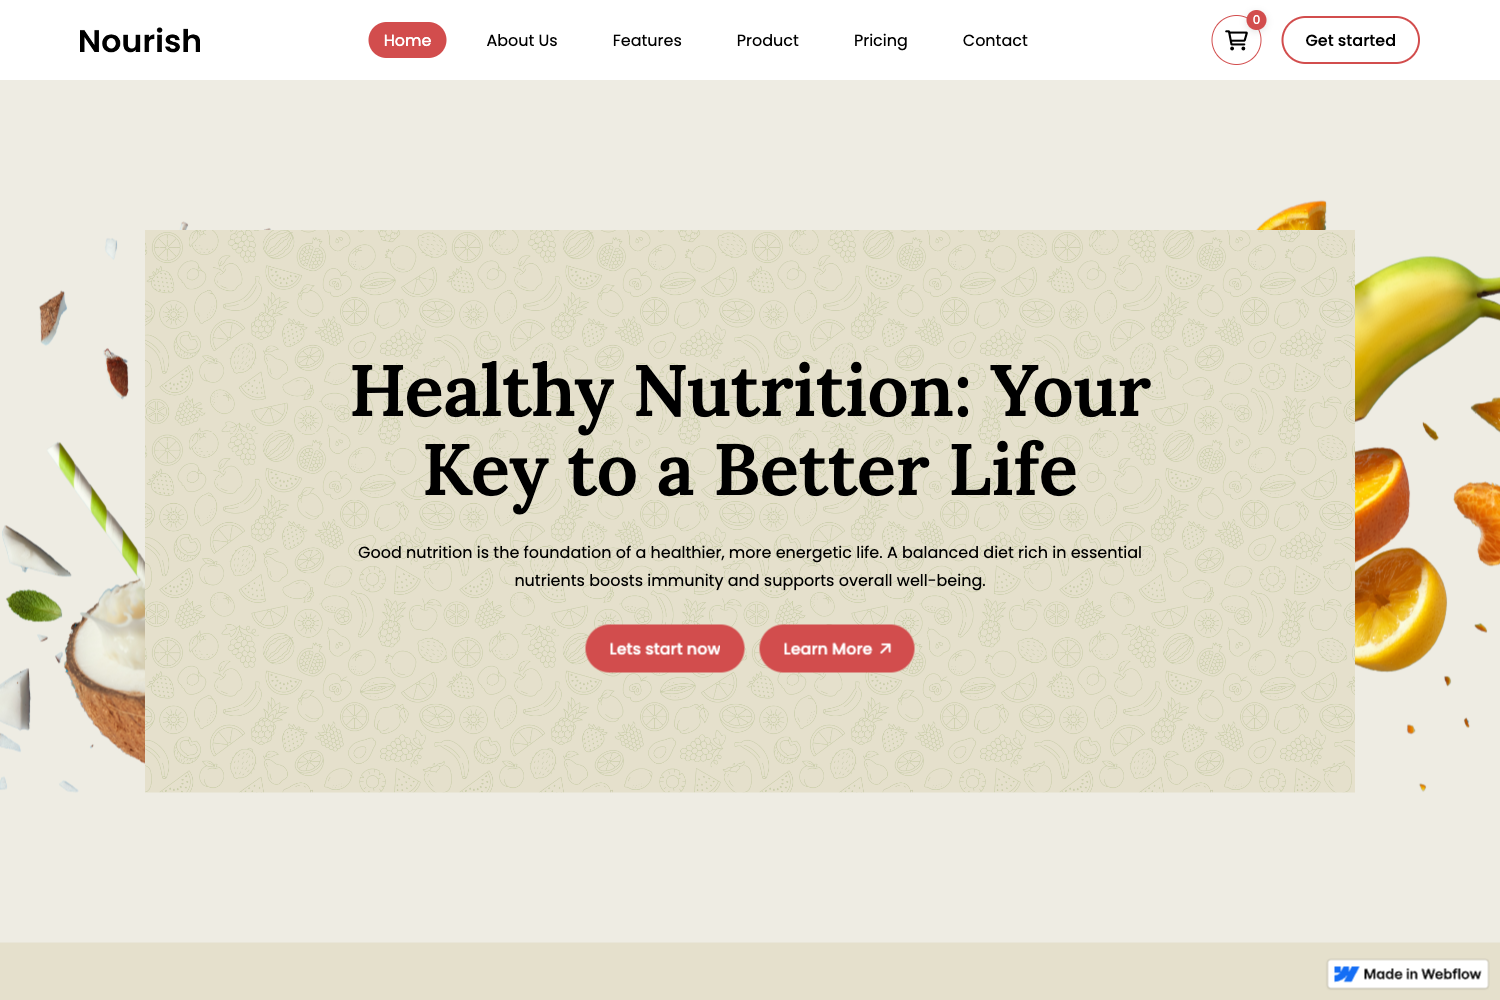 Nourish
Home
About Us
Features
Product
Pricing
Contact
0
Get started
Healthy Nutrition: Your
Key to a Better Life
Good nutrition is the foundation of a healthier, more energetic life. A balanced diet rich in essential
nutrients boosts immunity and supports overall well-being.
Lets start now
Learn More
Made in Webflow